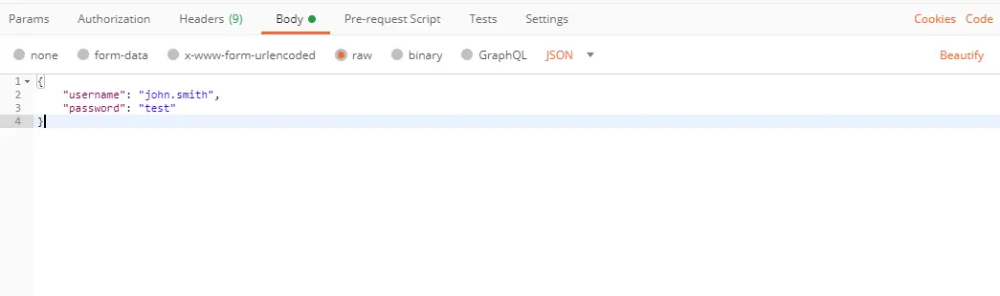 Params Authorization Headers (9) Body Pre-request Script Tests Settings Cookies Code
none form-data x-www-form-urlencoded raw binary GraphQL JSON Beautify
1 {
2 "username": "john.smith",
3 "password": "test"
4 }